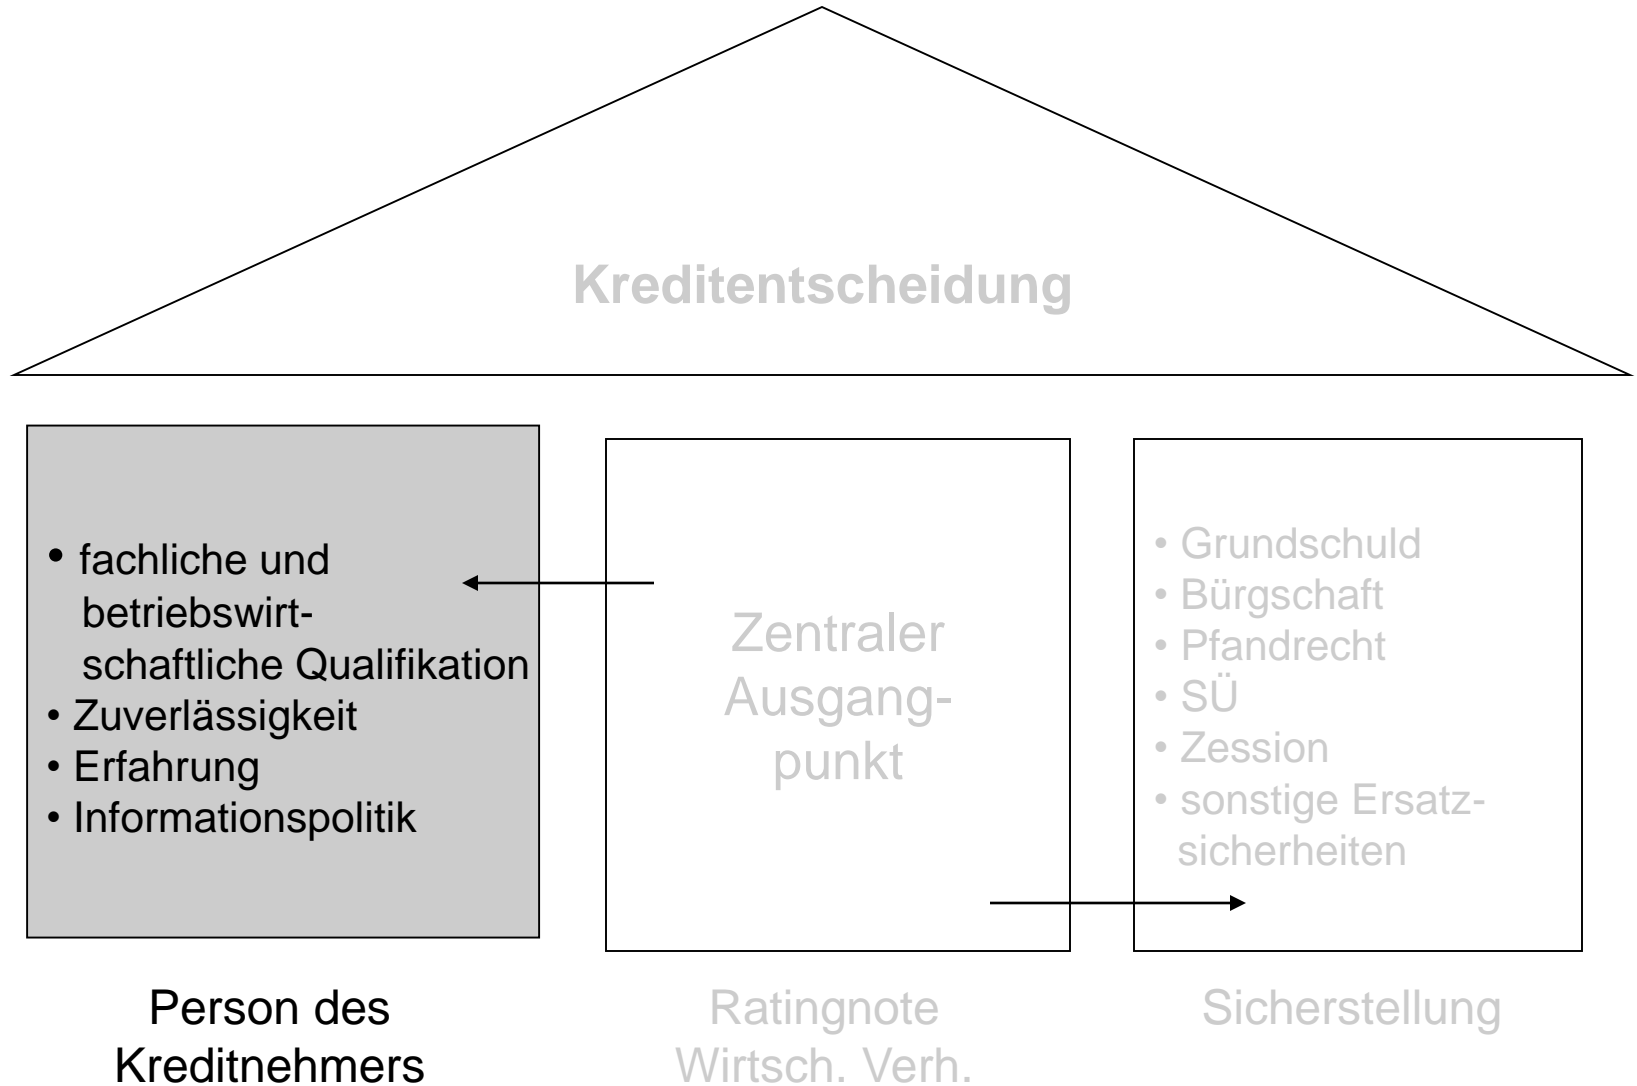 Kreditentscheidung
• fachliche und
betriebswirt-
schaftliche Qualifikation
• Zuverlässigkeit
• Erfahrung
• Informationspolitik
Person des
Kreditnehmers
Zentraler
Ausgang-
punkt
Ratingnote
Wirtsch. Verh.
• Grundschuld
• Bürgschaft
• Pfandrecht
• SÜ
• Zession
• sonstige Ersatz-
sicherheiten
Sicherstellung